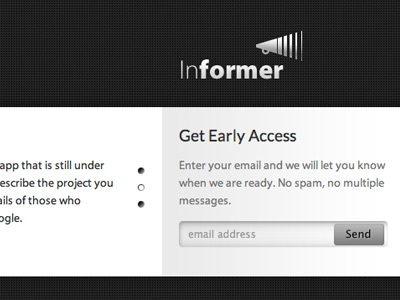 Informer
Get Early Access
app that is still under
escribe the project you
ails of those who
ogle.
Enter your email and we will let you know
when we are ready. No spam, no multiple
messages.
email address
Send